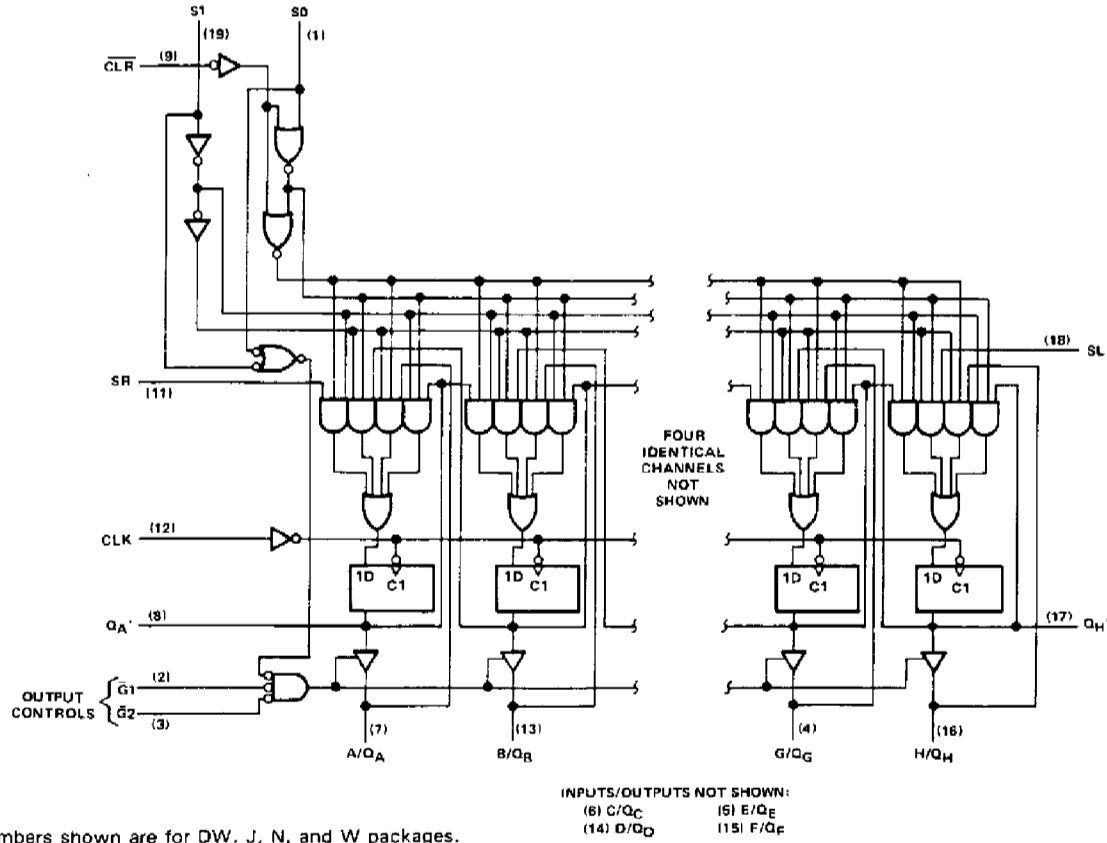 S1 S0
(19) (1)
CLR (9)
(18) SL
SR
(11)
FOUR
IDENTICAL
CHANNELS
NOT
SHOWN
CLK (12)
1D C1 1D C1 1D C1 1D C1
QA' (8) (17) QH'
OUTPUT
CONTROLS
G1 (2)
G2
(3)
(7) (13) (4) (16)
A/QA B/QB G/QG H/QH
INPUTS/OUTPUTS NOT SHOWN:
(6) C/QC (5) E/QE
(14) D/QD (15) F/QF
mbers shown are for DW, J, N, and W packages.